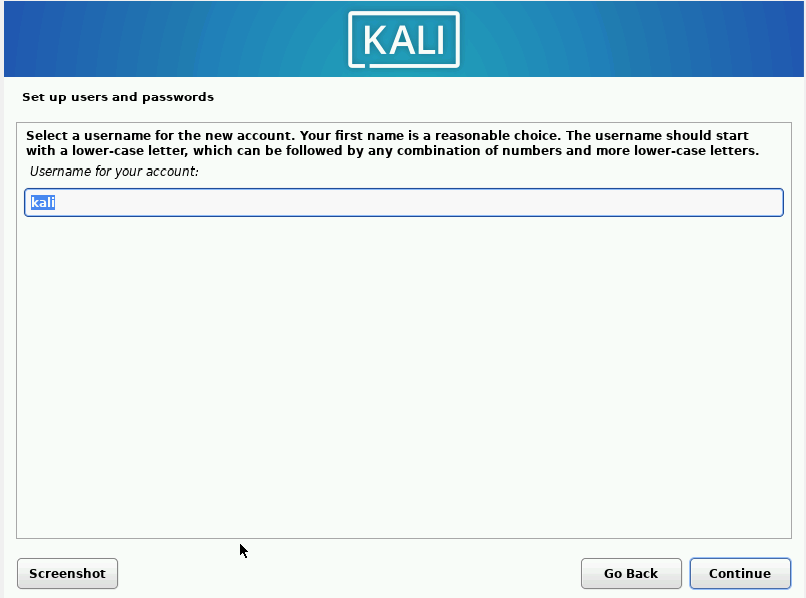 KALI
Set up users and passwords
Select a username for the new account. Your first name is a reasonable choice. The username should start
with a lower-case letter, which can be followed by any combination of numbers and more lower-case letters.
Username for your account:
kali
Screenshot
Go Back
Continue